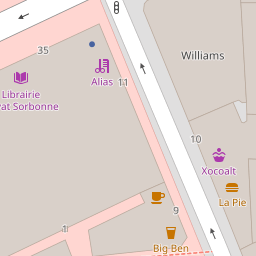 Williams
35
Alias
11
Librairie
at Sorbonne
10
Xocoalt
La Pie
9
1
Big Ben